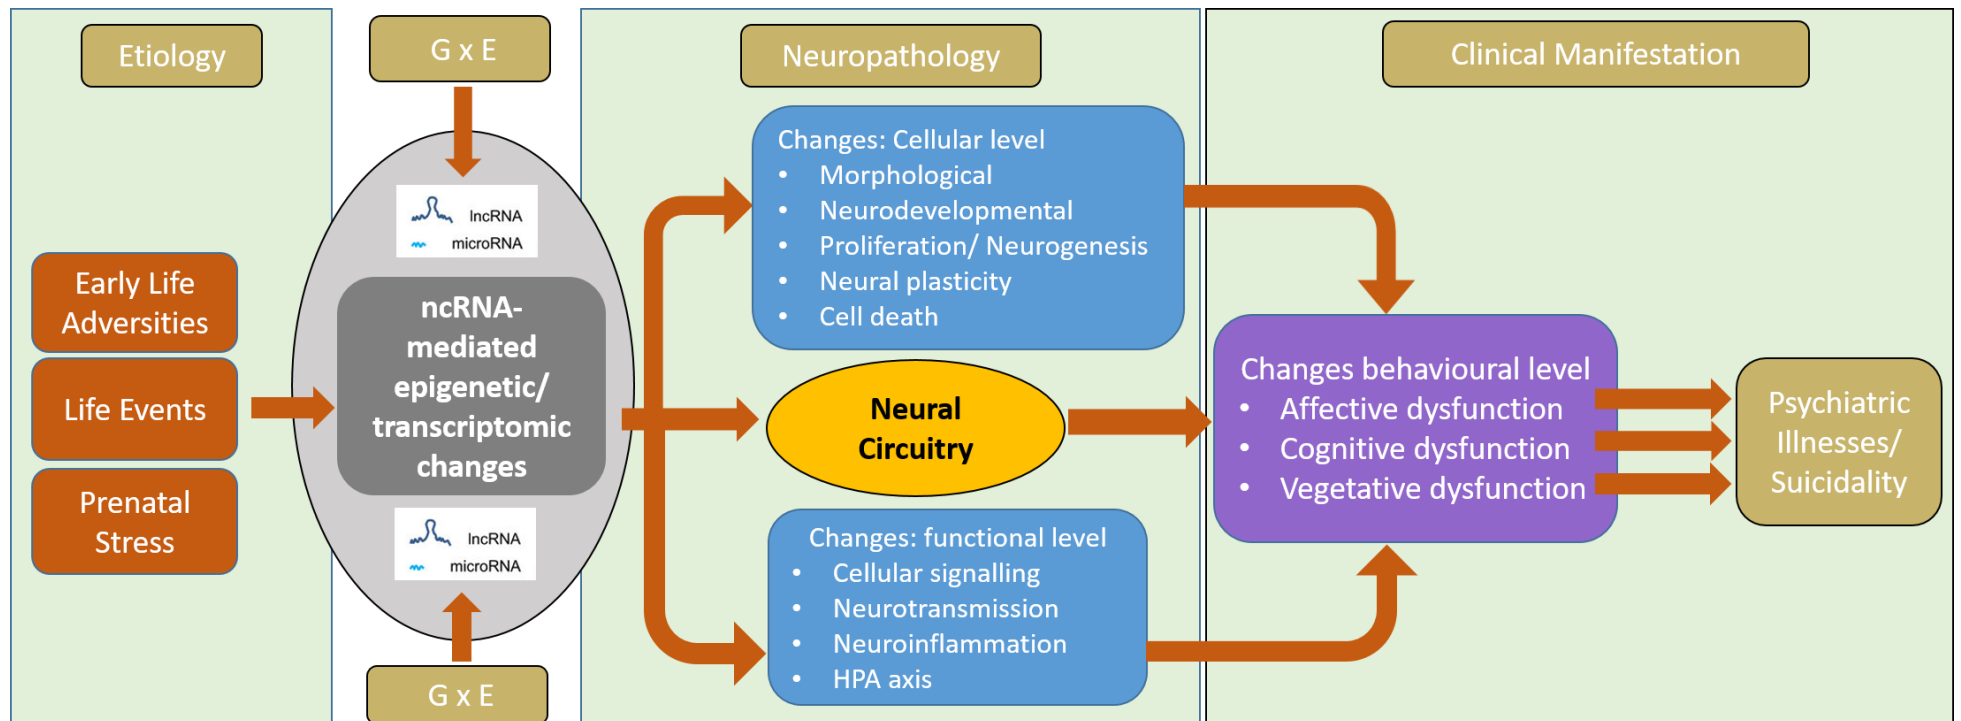 Etiology
Early Life
Adversities
Life Events
Prenatal
Stress
G x E
lncRNA
microRNA
ncRNA-
mediated
epigenetic/
transcriptomic
changes
lncRNA
microRNA
G x E
Neuropathology
Changes: Cellular level
• Morphological
• Neurodevelopmental
• Proliferation/ Neurogenesis
• Neural plasticity
• Cell death
Neural
Circuitry
Changes: functional level
• Cellular signalling
• Neurotransmission
• Neuroinflammation
• HPA axis
Clinical Manifestation
Changes behavioural level
• Affective dysfunction
• Cognitive dysfunction
• Vegetative dysfunction
Psychiatric
Illnesses/
Suicidality